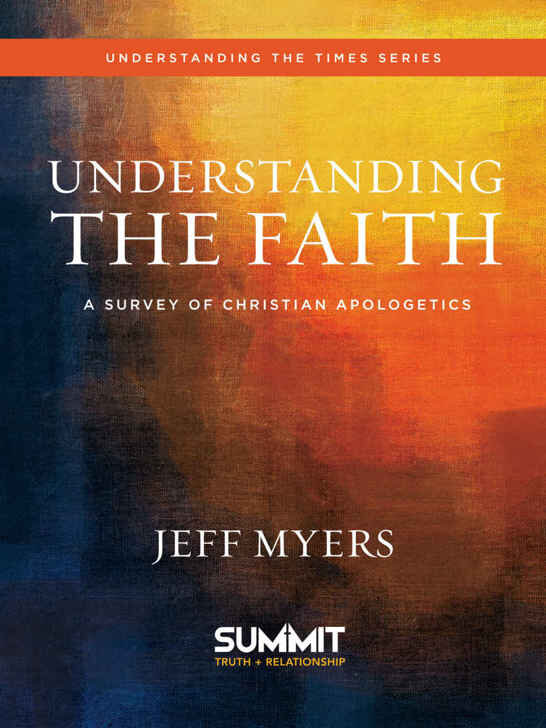 UNDERSTANDING THE TIMES SERIES
UNDERSTANDING
THE FAITH
A SURVEY OF CHRISTIAN APOLOGETICS
JEFF MYERS
SUMMIT
TRUTH + RELATIONSHIP